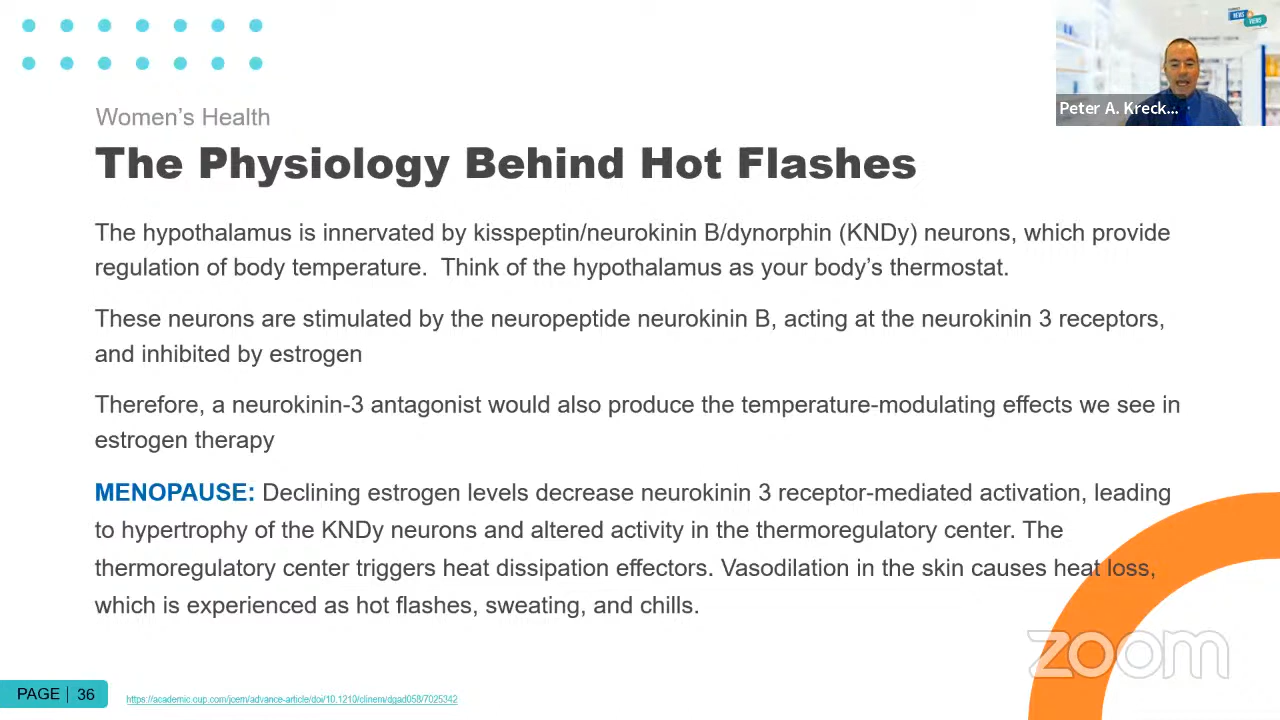 Women’s Health
The Physiology Behind Hot Flashes
The hypothalamus is innervated by kisspeptin/neurokinin B/dynorphin (KNDy) neurons, which provide
regulation of body temperature.  Think of the hypothalamus as your body’s thermostat.
These neurons are stimulated by the neuropeptide neurokinin B, acting at the neurokinin 3 receptors,
and inhibited by estrogen
Therefore, a neurokinin-3 antagonist would also produce the temperature-modulating effects we see in
estrogen therapy
MENOPAUSE: Declining estrogen levels decrease neurokinin 3 receptor-mediated activation, leading
to hypertrophy of the KNDy neurons and altered activity in the thermoregulatory center. The
thermoregulatory center triggers heat dissipation effectors. Vasodilation in the skin causes heat loss,
which is experienced as hot flashes, sweating, and chills.
PAGE | 36
https://academic.oup.com/jcem/advance-article/doi/10.1210/clinem/dgad058/7025342
Peter A. Kreck...
NEWS
VIEWS
zoom